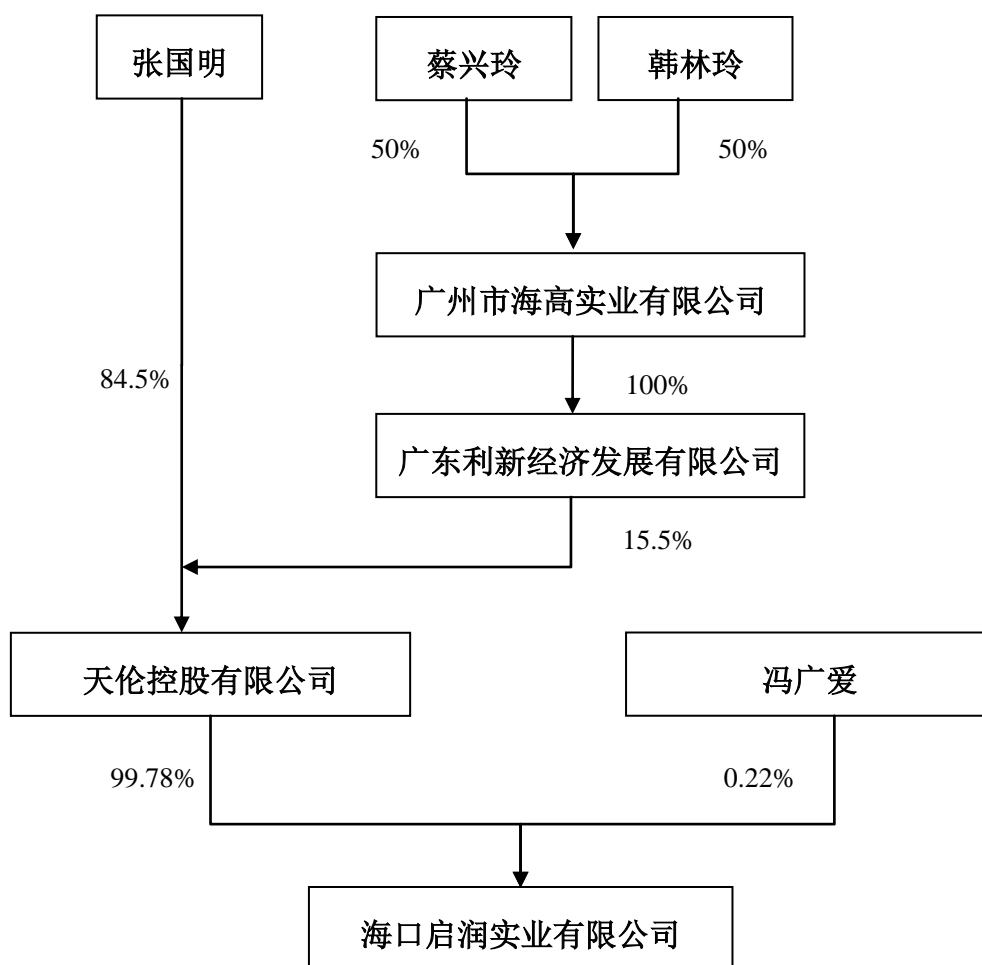 张国明
蔡兴玲
韩林玲
50%
50%
广州市海高实业有限公司
84.5%
100%
广东利新经济发展有限公司
15.5%
天伦控股有限公司
冯广爱
99.78%
0.22%
海口启润实业有限公司